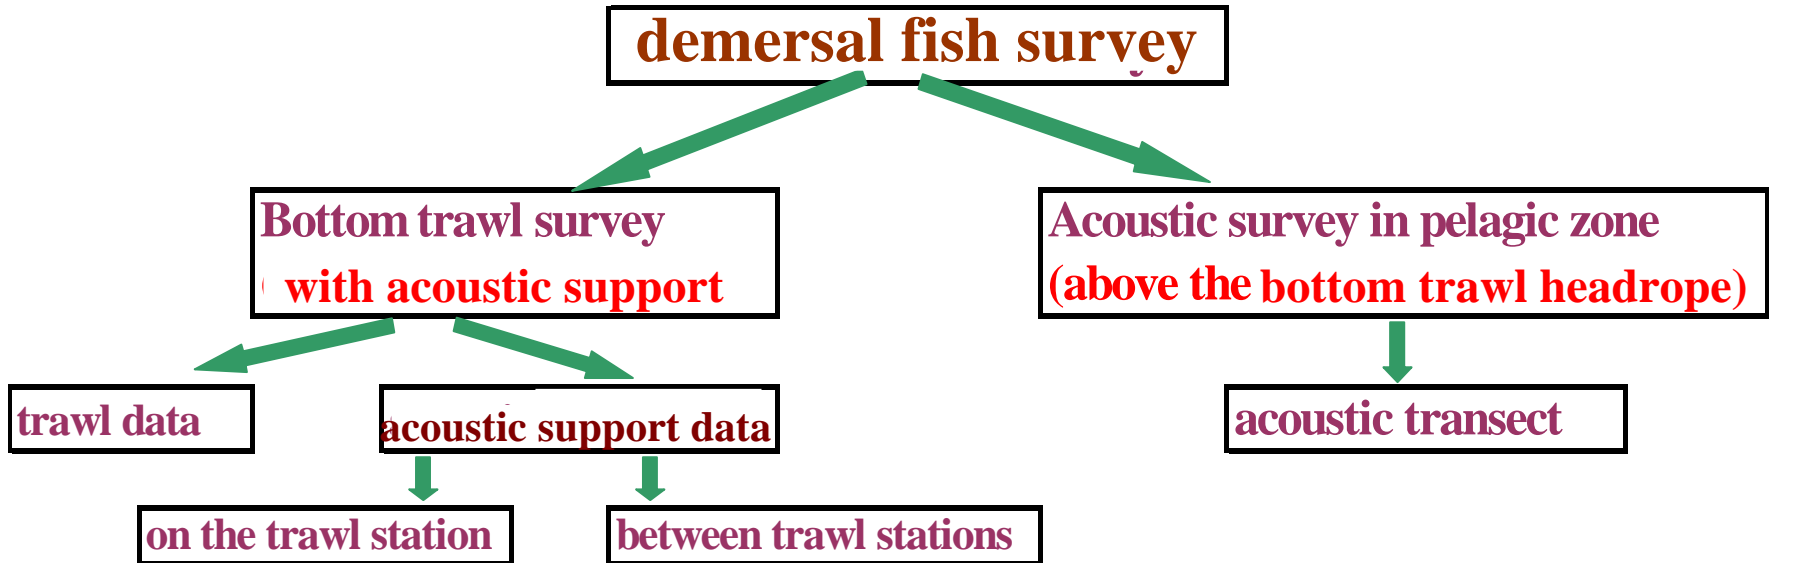 demersal fish survey
Bottom trawl survey
( with acoustic support
Acoustic survey in pelagic zone
(above the bottom trawl headrope)
trawl data
acoustic support data
acoustic transect
on the trawl station
between trawl stations